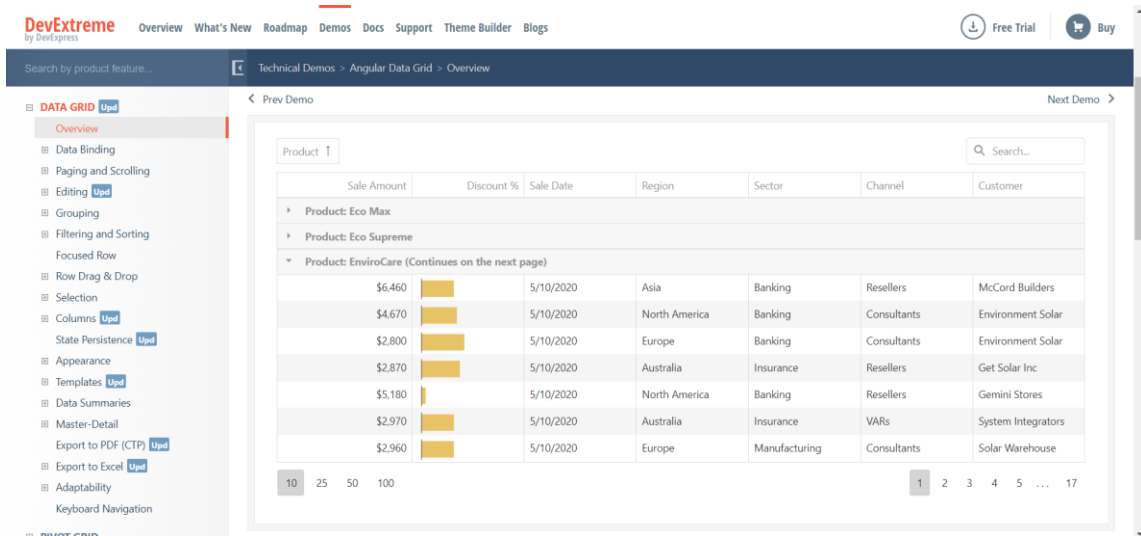 DevExtreme
by DevExpress
Overview What's New Roadmap Demos Docs Support Theme Builder Blogs
Free Trial Buy
Search by product feature...
Technical Demos > Angular Data Grid > Overview
Prev Demo Next Demo
DATA GRID Upd
Overview
Data Binding
Paging and Scrolling
Editing Upd
Grouping
Filtering and Sorting
Focused Row
Row Drag & Drop
Selection
Columns Upd
State Persistence Upd
Appearance
Templates Upd
Data Summaries
Master-Detail
Export to PDF (CTP) Upd
Export to Excel Upd
Adaptability
Keyboard Navigation
PIVOT GRID
Product ↑ Search...
Sale Amount Discount % Sale Date Region Sector Channel Customer
Product: Eco Max
Product: Eco Supreme
Product: EnviroCare (Continues on the next page)
$6,460 5/10/2020 Asia Banking Resellers McCord Builders
$4,670 5/10/2020 North America Banking Consultants Environment Solar
$2,800 5/10/2020 Europe Banking Consultants Environment Solar
$2,870 5/10/2020 Australia Insurance Resellers Get Solar Inc
$5,180 5/10/2020 North America Banking Resellers Gemini Stores
$2,970 5/10/2020 Australia Insurance VARs System Integrators
$2,960 5/10/2020 Europe Manufacturing Consultants Solar Warehouse
10 25 50 100 1 2 3 4 5 ... 17